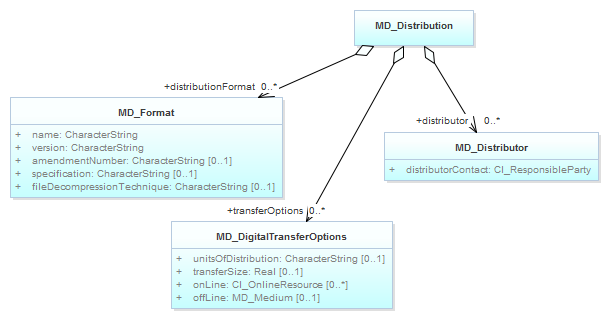 MD_Distribution
+distributionFormat 0..*
MD_Format
+ name: CharacterString
+ version: CharacterString
+ amendmentNumber: CharacterString [0..1]
+ specification: CharacterString [0..1]
+ fileDecompressionTechnique: CharacterString [0..1]
+distributor 0..*
MD_Distributor
+ distributorContact: CI_ResponsibleParty
+transferOptions 0..*
MD_DigitalTransferOptions
+ unitsOfDistribution: CharacterString [0..1]
+ transferSize: Real [0..1]
+ onLine: CI_OnlineResource [0..*]
+ offLine: MD_Medium [0..1]